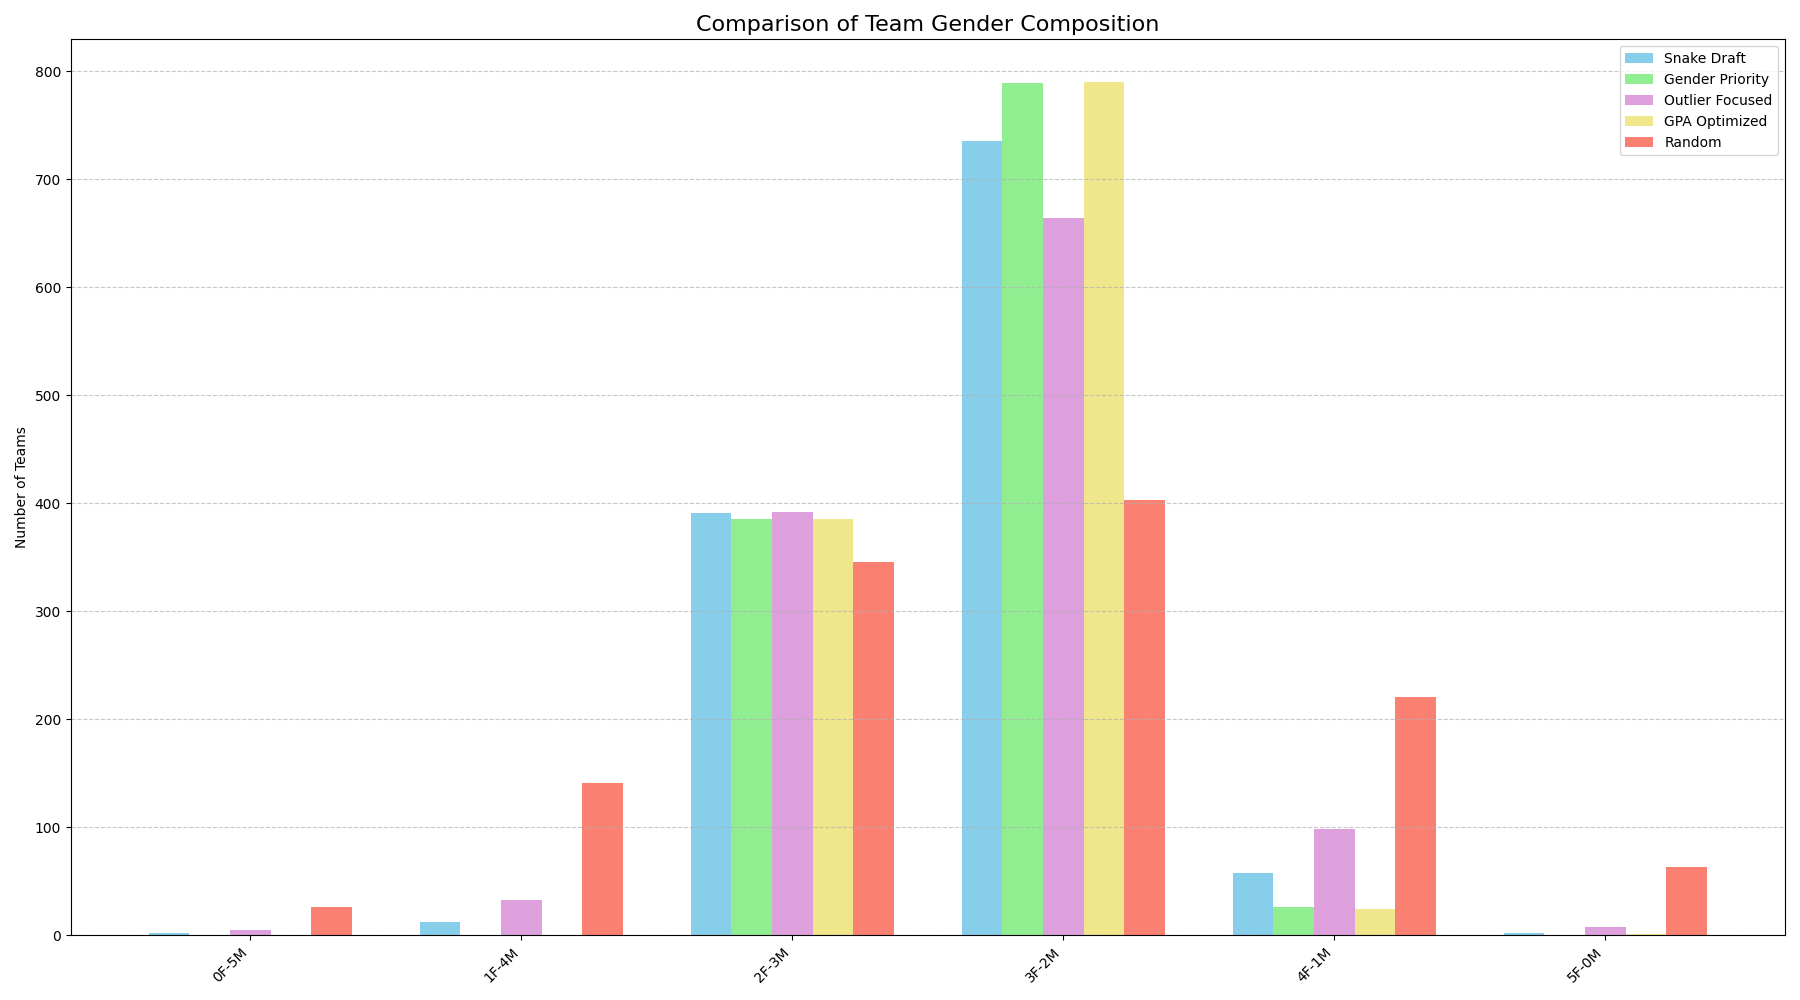 Comparison of Team Gender Composition
Snake Draft
Gender Priority
Outlier Focused
GPA Optimized
Random
Number of Teams
800
700
600
500
400
300
200
100
0
0F-5M
1F-4M
2F-3M
3F-2M
4F-1M
5F-0M